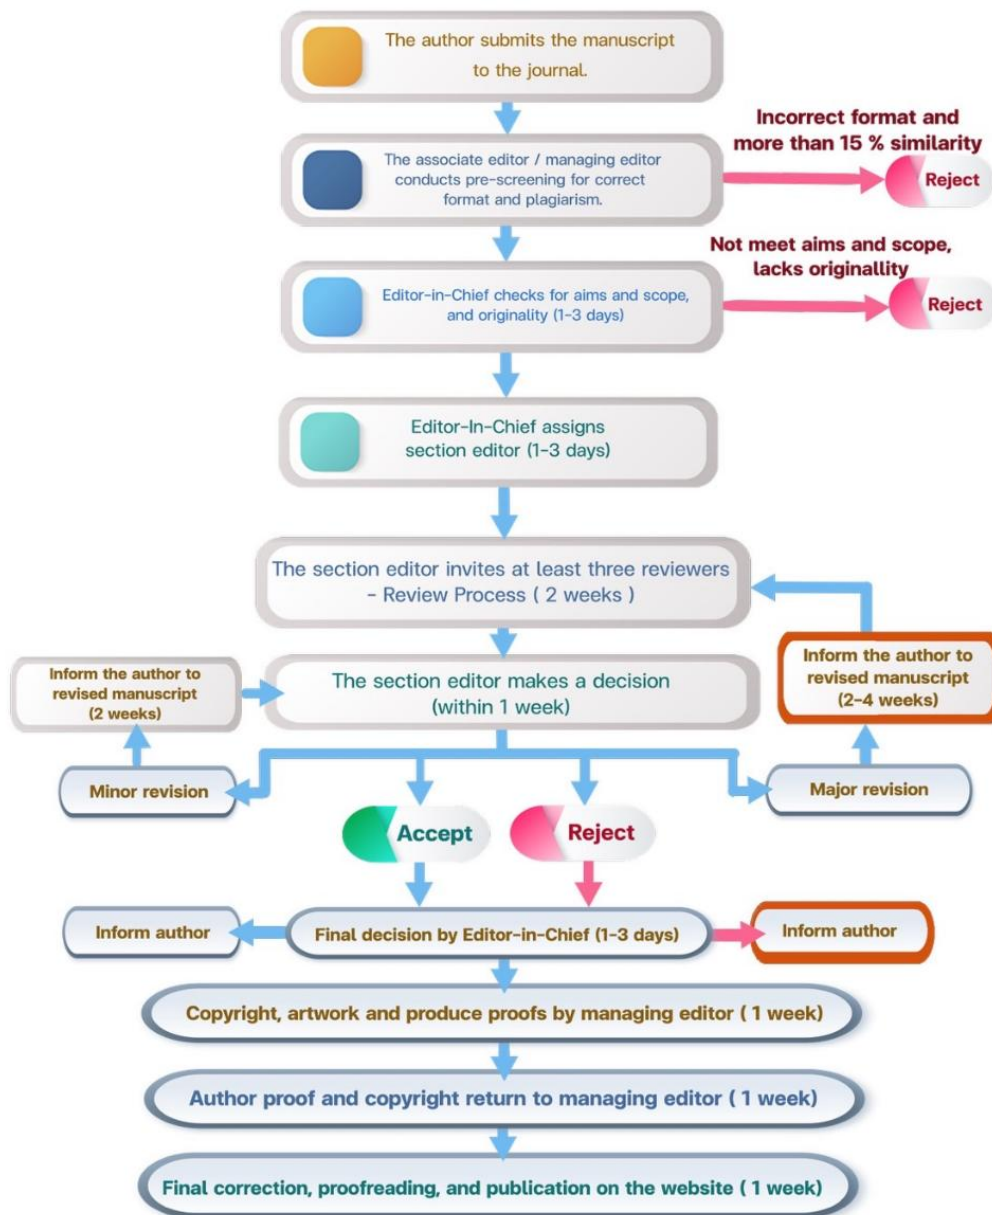 The author submits the manuscript
to the journal.
Incorrect format and
more than 15 % similarity
The associate editor / managing editor
conducts pre-screening for correct
format and plagiarism.
Reject
Not meet aims and scope,
lacks originallity
Editor-in-Chief checks for aims and scope,
and originality (1-3 days)
Reject
Editor-In-Chief assigns
section editor (1-3 days)
The section editor invites at least three reviewers
- Review Process ( 2 weeks )
Inform the author to
revised manuscript
(2 weeks)
The section editor makes a decision
(within 1 week)
Inform the author to
revised manuscript
(2-4 weeks)
Minor revision
Major revision
Accept
Reject
Inform author
Final decision by Editor-in-Chief (1-3 days)
Inform author
Copyright, artwork and produce proofs by managing editor ( 1 week)
Author proof and copyright return to managing editor ( 1 week)
Final correction, proofreading, and publication on the website ( 1 week)